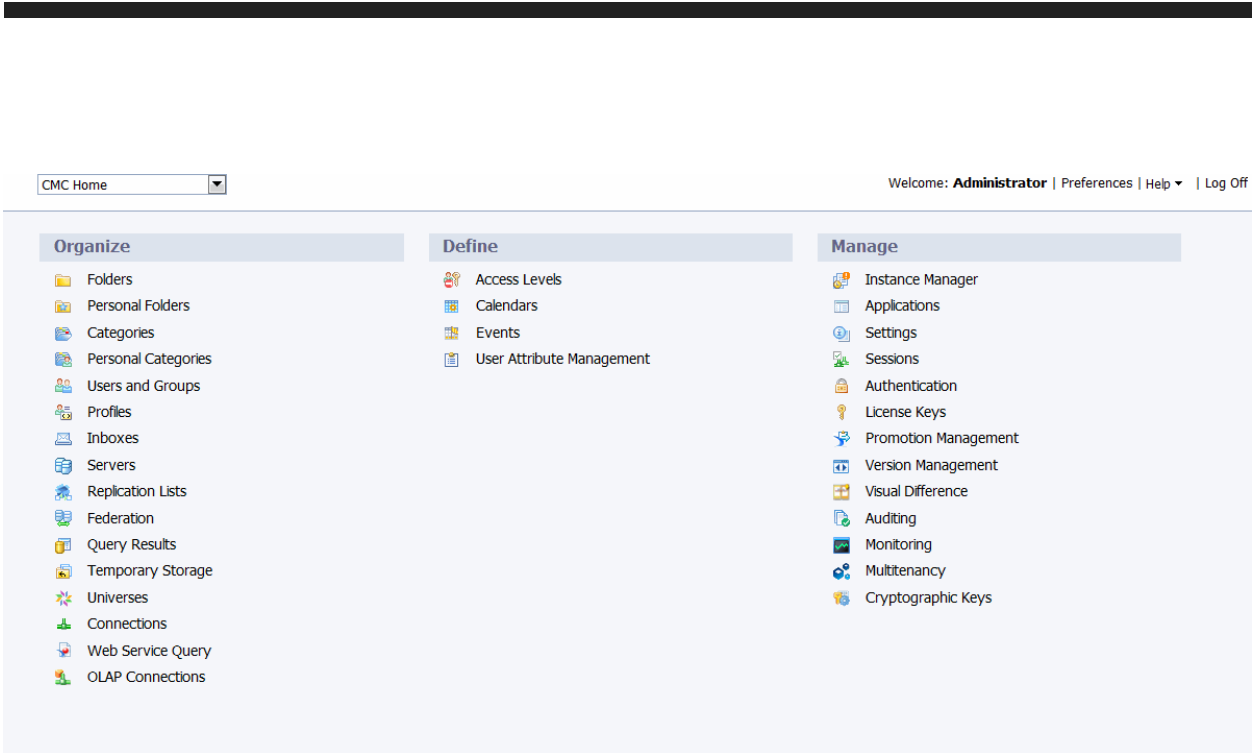 CMC Home
Welcome: Administrator | Preferences | Help | Log Off
Organize
Folders
Personal Folders
Categories
Personal Categories
Users and Groups
Profiles
Inboxes
Servers
Replication Lists
Federation
Query Results
Temporary Storage
Universes
Connections
Web Service Query
OLAP Connections
Define
Access Levels
Calendars
Events
User Attribute Management
Manage
Instance Manager
Applications
Settings
Sessions
Authentication
License Keys
Promotion Management
Version Management
Visual Difference
Auditing
Monitoring
Multitenancy
Cryptographic Keys